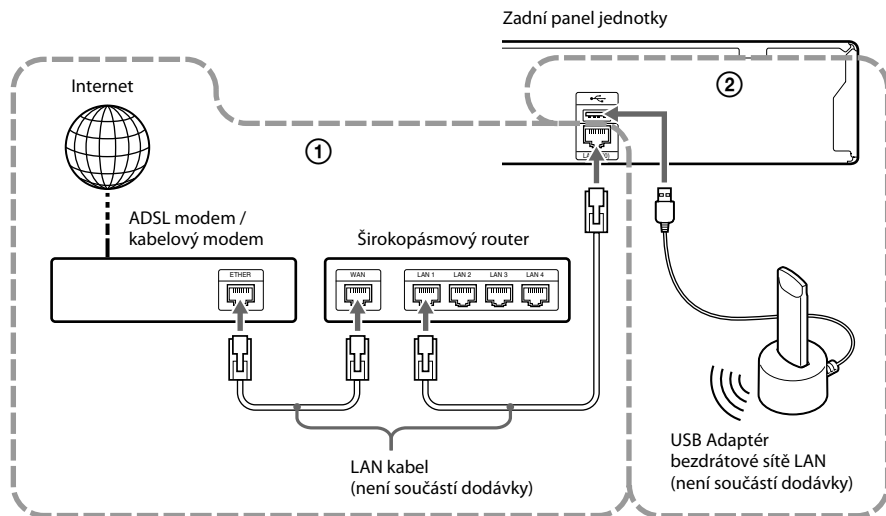 Zadní panel jednotky
②
Internet
①
ADSL modem /
kabelový modem
Širokopásmový router
ETHER
WAN
LAN 1
LAN 2
LAN 3
LAN 4
LAN kabel
(není součástí dodávky)
USB Adaptér
bezdrátové sítě LAN
(není součástí dodávky)